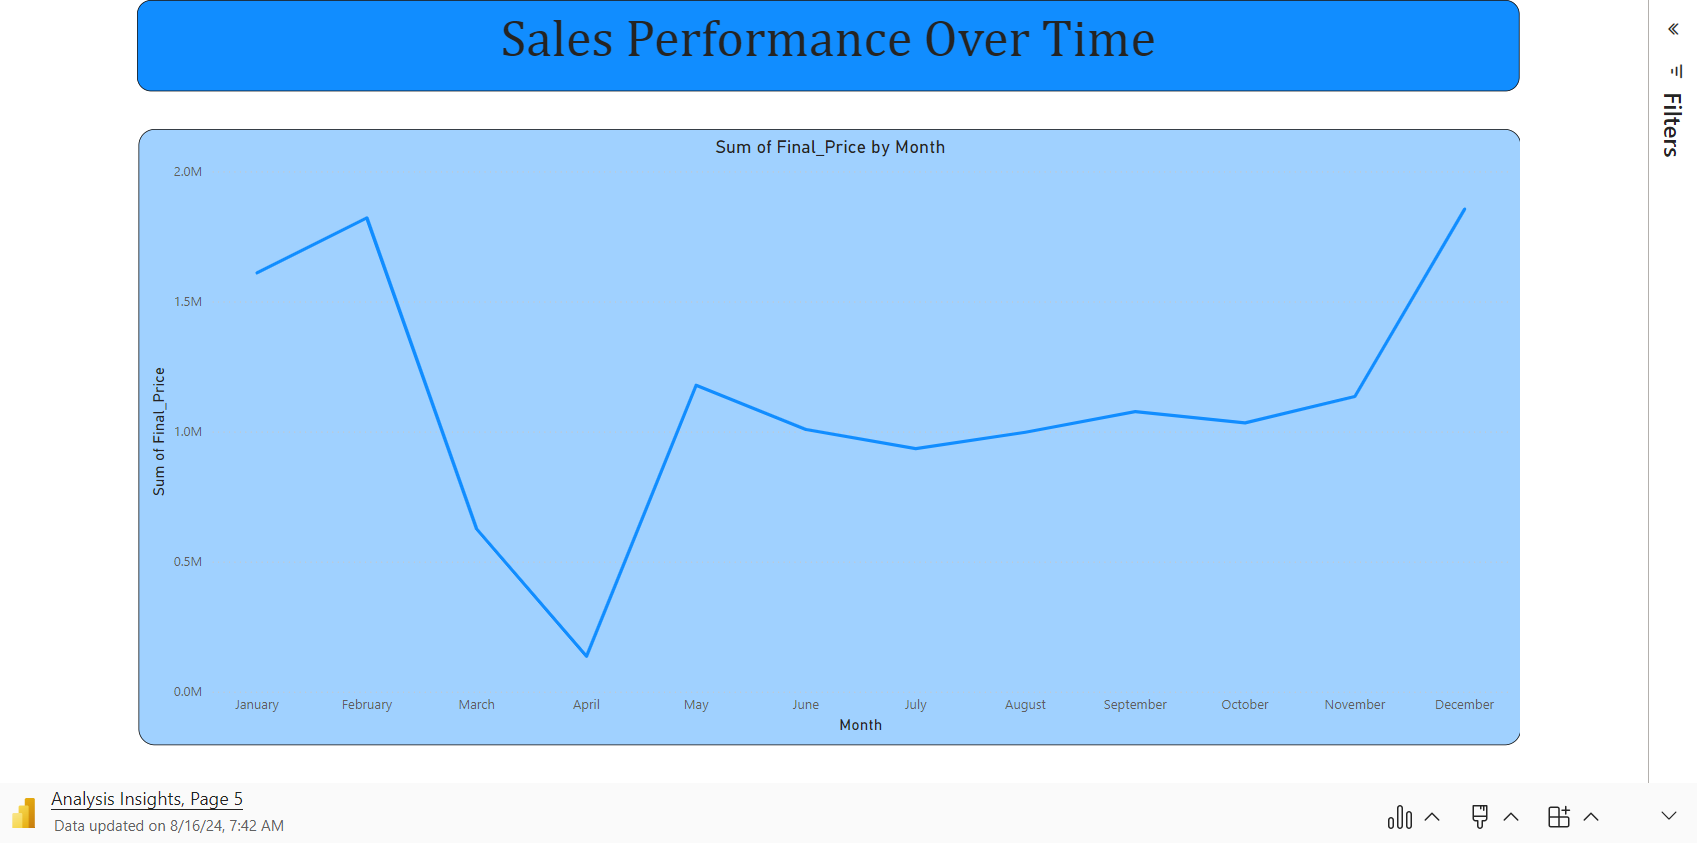 Sales Performance Over Time
Filters
Sum of Final_Price by Month
2.0M
1.5M
1.0M
0.5M
0.0M
Sum of Final_Price
January February March April May June July August September October November December
Month
Analysis Insights, Page 5
Data updated on 8/16/24, 7:42 AM